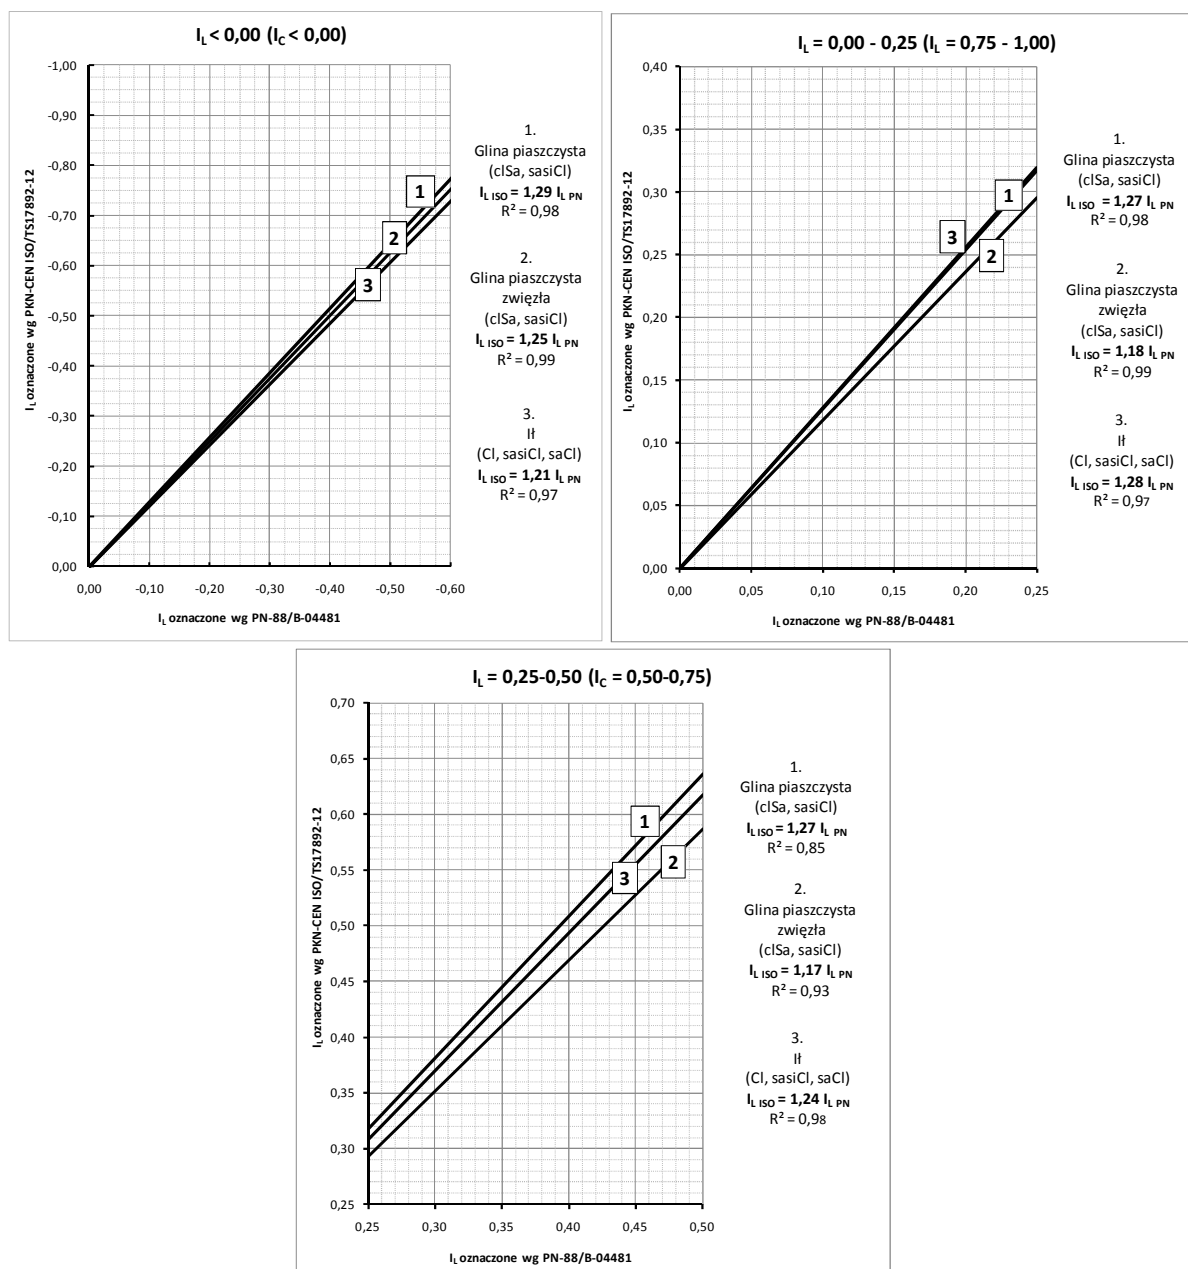 I_L < 0,00 (I_C < 0,00)
I_L oznaczone wg PKN-CEN ISO/TS17892-12
-1,00
-0,90
-0,80
-0,70
-0,60
-0,50
-0,40
-0,30
-0,20
-0,10
0,00
0,00 -0,10 -0,20 -0,30 -0,40 -0,50 -0,60
I_L oznaczone wg PN-88/B-04481
1
2
3
1.
Glina piaszczysta
(clSa, sasiCl)
I_L ISO = 1,29 I_L PN
R² = 0,98
2.
Glina piaszczysta
zwięzła
(clSa, sasiCl)
I_L ISO = 1,25 I_L PN
R² = 0,99
3.
Ił
(Cl, sasiCl, saCl)
I_L ISO = 1,21 I_L PN
R² = 0,97
I_L = 0,00 - 0,25 (I_L = 0,75 - 1,00)
I_L oznaczone wg PKN-CEN ISO/TS17892-12
0,40
0,35
0,30
0,25
0,20
0,15
0,10
0,05
0,00
0,00 0,05 0,10 0,15 0,20 0,25
I_L oznaczone wg PN-88/B-04481
1
3
2
1.
Glina piaszczysta
(clSa, sasiCl)
I_L ISO = 1,27 I_L PN
R² = 0,98
2.
Glina piaszczysta
zwięzła
(clSa, sasiCl)
I_L ISO = 1,18 I_L PN
R² = 0,99
3.
Ił
(Cl, sasiCl, saCl)
I_L ISO = 1,28 I_L PN
R² = 0,97
I_L = 0,25-0,50 (I_C = 0,50-0,75)
I_L oznaczone wg PKN-CEN ISO/TS17892-12
0,70
0,65
0,60
0,55
0,50
0,45
0,40
0,35
0,30
0,25
0,25 0,30 0,35 0,40 0,45 0,50
I_L oznaczone wg PN-88/B-04481
1
3
2
1.
Glina piaszczysta
(clSa, sasiCl)
I_L ISO = 1,27 I_L PN
R² = 0,85
2.
Glina piaszczysta
zwięzła
(clSa, sasiCl)
I_L ISO = 1,17 I_L PN
R² = 0,93
3.
Ił
(Cl, sasiCl, saCl)
I_L ISO = 1,24 I_L PN
R² = 0,98